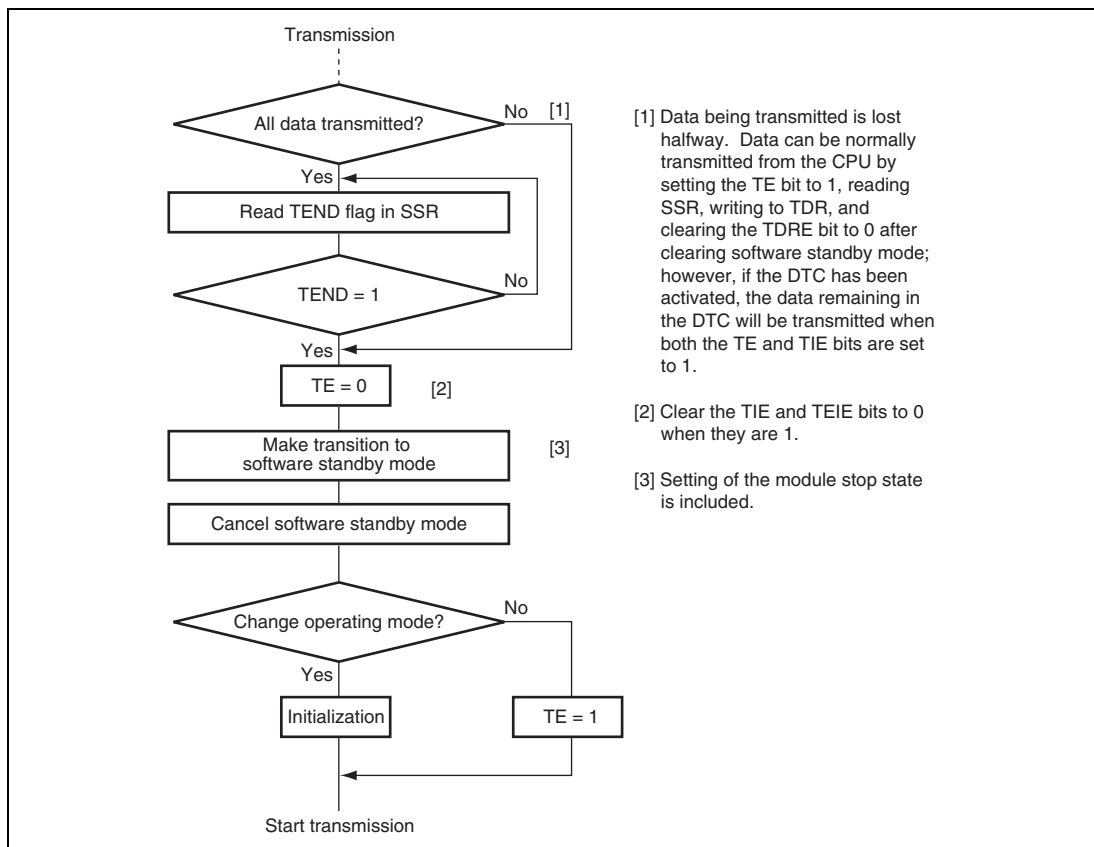 Transmission
All data transmitted?
No [1]
Yes
Read TEND flag in SSR
TEND = 1
No
Yes
TE = 0
[2]
Make transition to
software standby mode
[3]
Cancel software standby mode
Change operating mode?
No
Yes
Initialization
TE = 1
Start transmission
[1] Data being transmitted is lost
halfway. Data can be normally
transmitted from the CPU by
setting the TE bit to 1, reading
SSR, writing to TDR, and
clearing the TDRE bit to 0 after
clearing software standby mode;
however, if the DTC has been
activated, the data remaining in
the DTC will be transmitted when
both the TE and TIE bits are set
to 1.
[2] Clear the TIE and TEIE bits to 0
when they are 1.
[3] Setting of the module stop state
is included.